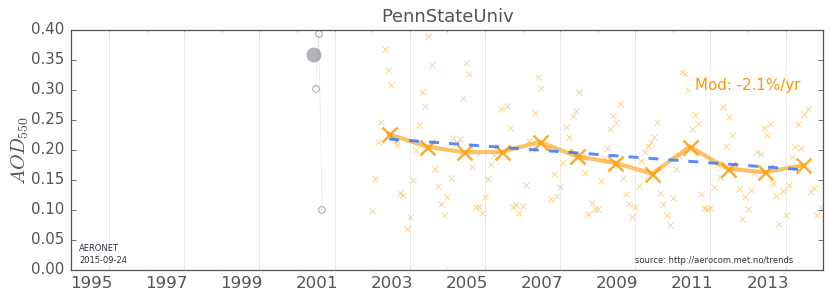 PennStateUniv
0.40
0.35
0.30
0.25
0.20
0.15
0.10
0.05
0.00
AOD550
Mod: -2.1%/yr
AERONET
2015-09-24
source: http://aerocom.met.no/trends
1995 1997 1999 2001 2003 2005 2007 2009 2011 2013